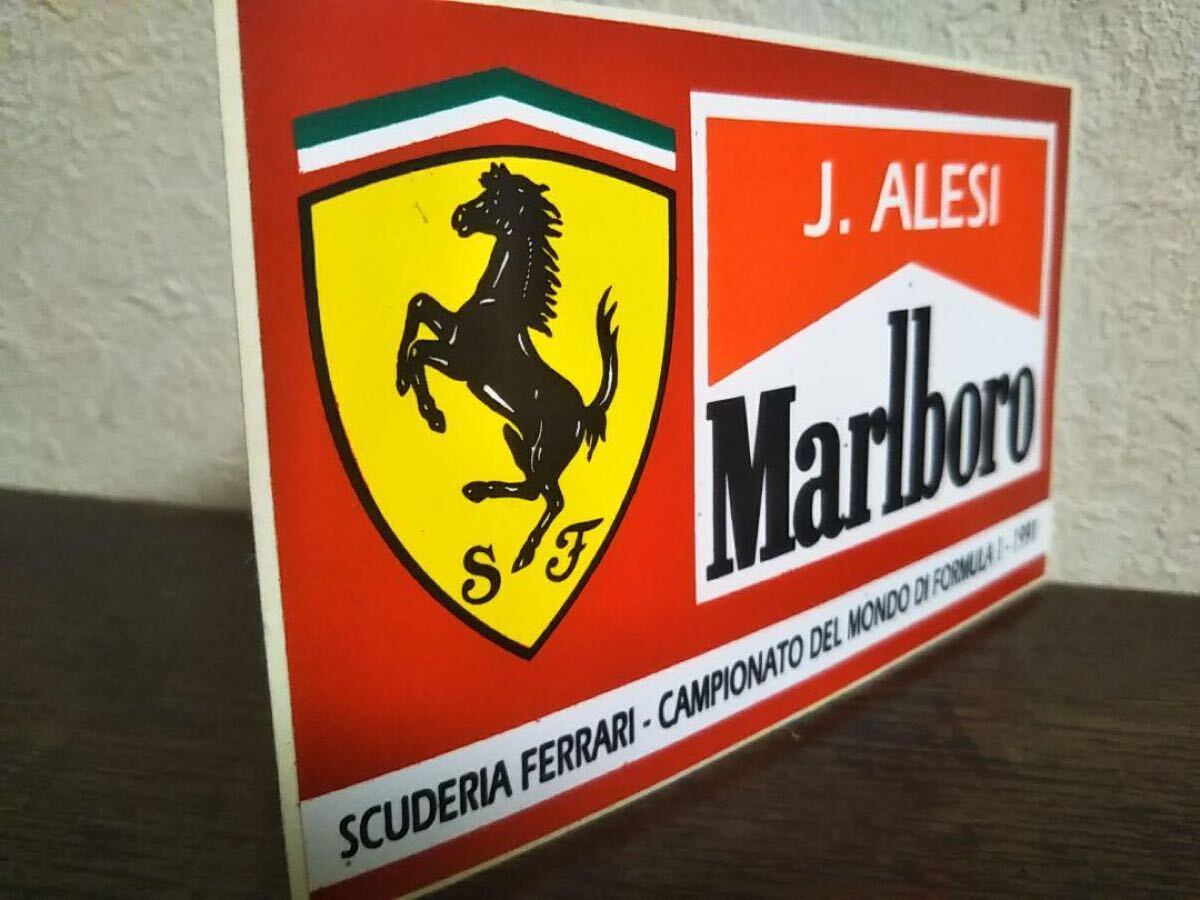 S F
J. ALESI
Marlboro
SCUDERIA FERRARI - CAMPIONATO DEL MONDO DI FORMULA 1 - 1991